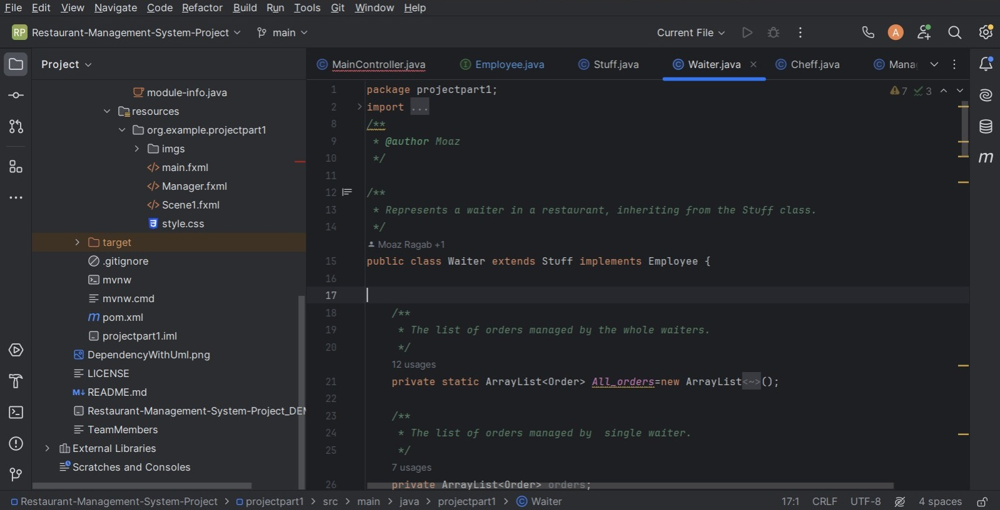 File Edit View Navigate Code Refactor Build Run Tools Git Window Help
RP Restaurant-Management-System-Project main Current File A
Project
module-info.java
resources
org.example.projectpart1
imgs
main.fxml
Manager.fxml
Scene1.fxml
style.css
target
.gitignore
mvnw
mvnw.cmd
pom.xml
projectpart1.iml
DependencyWithUml.png
LICENSE
README.md
Restaurant-Management-System-Project_DEM
TeamMembers
External Libraries
Scratches and Consoles
MainController.java Employee.java Stuff.java Waiter.java Cheff.java Mana
7 3
1 package projectpart1;
2 import ...
8 /**
9 * @author Moaz
10 */
11
12 /**
13 * Represents a waiter in a restaurant, inheriting from the Stuff class.
14 */
Moaz Ragab +1
15 public class Waiter extends Stuff implements Employee {
16
17
18 /**
19 * The list of orders managed by the whole waiters.
20 */
12 usages
21 private static ArrayList<Order> All_orders=new ArrayList<~>();
22
23 /**
24 * The list of orders managed by  single waiter.
25 */
7 usages
26 private ArrayList<Order> orders;
m
Restaurant-Management-System-Project > projectpart1 > src > main > java > projectpart1 > Waiter 17:1 CRLF UTF-8 4 spaces